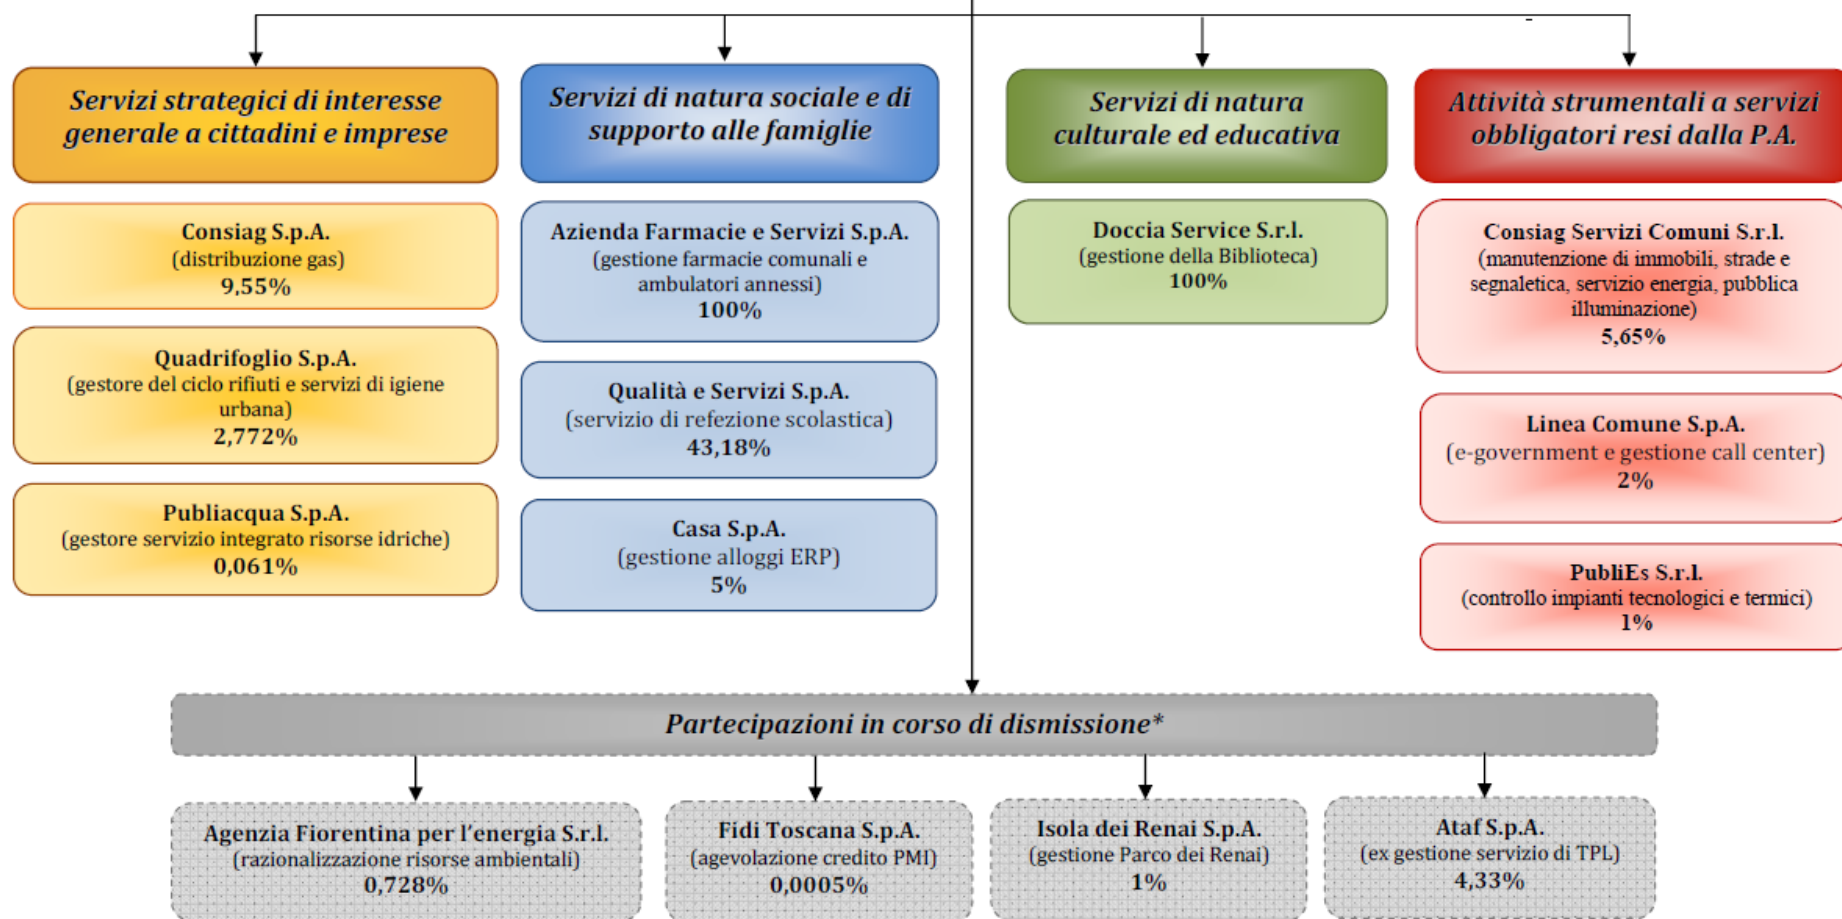 Servizi strategici di interesse
generale a cittadini e imprese
Consiag S.p.A.
(distribuzione gas)
9,55%
Quadrifoglio S.p.A.
(gestore del ciclo rifiuti e servizi di igiene
urbana)
2,772%
Publiacqua S.p.A.
(gestore servizio integrato risorse idriche)
0,061%
Servizi di natura sociale e di
supporto alle famiglie
Azienda Farmacie e Servizi S.p.A.
(gestione farmacie comunali e
ambulatori annessi)
100%
Qualità e Servizi S.p.A.
(servizio di refezione scolastica)
43,18%
Casa S.p.A.
(gestione alloggi ERP)
5%
Servizi di natura
culturale ed educativa
Doccia Service S.r.l.
(gestione della Biblioteca)
100%
Attività strumentali a servizi
obbligatori resi dalla P.A.
Consiag Servizi Comuni S.r.l.
(manutenzione di immobili, strade e
segnaletica, servizio energia, pubblica
illuminazione)
5,65%
Linea Comune S.p.A.
(e-government e gestione call center)
2%
PubliEs S.r.l.
(controllo impianti tecnologici e termici)
1%
Partecipazioni in corso di dismissione*
Agenzia Fiorentina per l'energia S.r.l.
(razionalizzazione risorse ambientali)
0,728%
Fidi Toscana S.p.A.
(agevolazione credito PMI)
0,0005%
Isola dei Renai S.p.A.
(gestione Parco dei Renai)
1%
Ataf S.p.A.
(ex gestione servizio di TPL)
4,33%